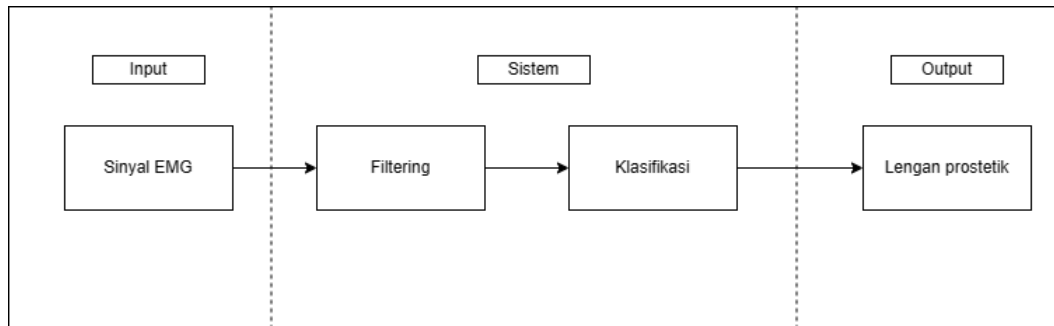 Input
Sistem
Output
Sinyal EMG
Filtering
Klasifikasi
Lengan prostetik